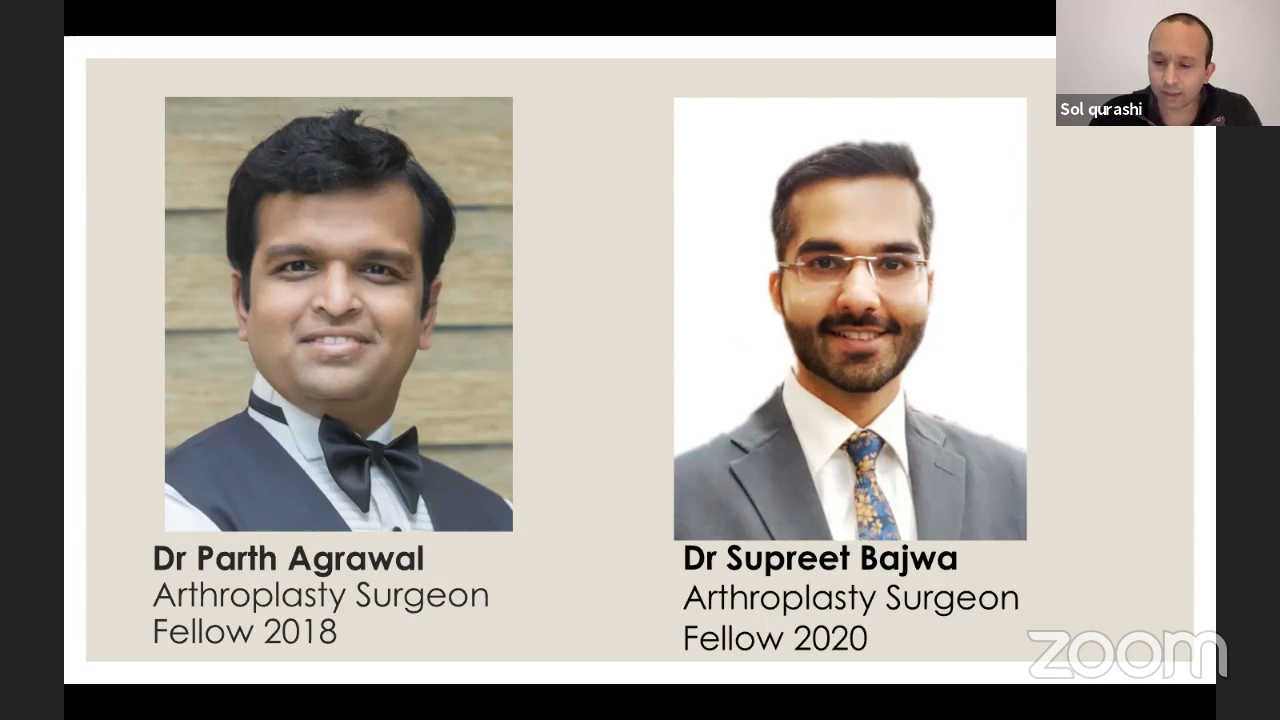 Sol qurashi
Dr Parth Agrawal
Arthroplasty Surgeon
Fellow 2018
Dr Supreet Bajwa
Arthroplasty Surgeon
Fellow 2020
zoom